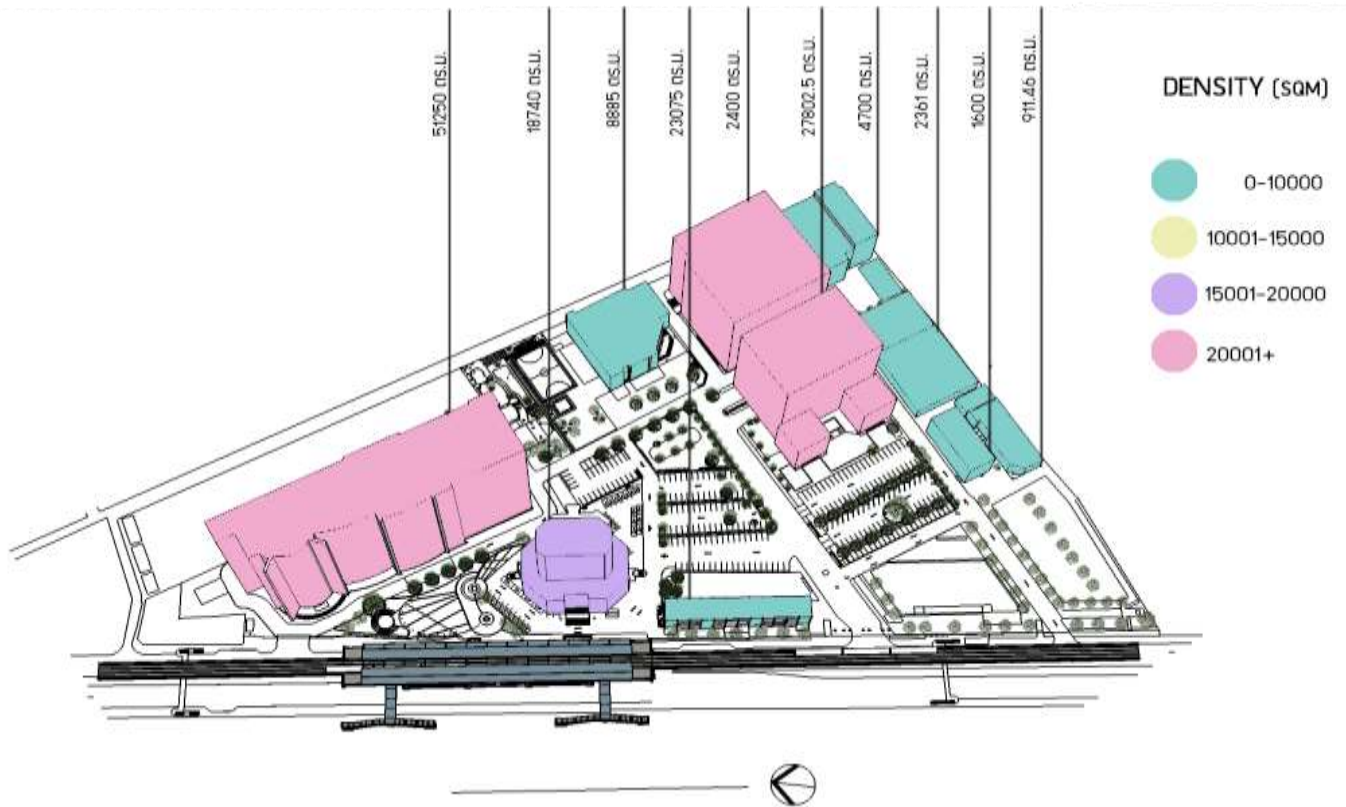 51250 ตร.ม.
18740 ตร.ม.
8885 ตร.ม.
23075 ตร.ม.
2400 ตร.ม.
27802.5 ตร.ม.
4700 ตร.ม.
2361 ตร.ม.
1600 ตร.ม.
911.46 ตร.ม.
DENSITY (SQM)
0-10000
10001-15000
15001-20000
20001+